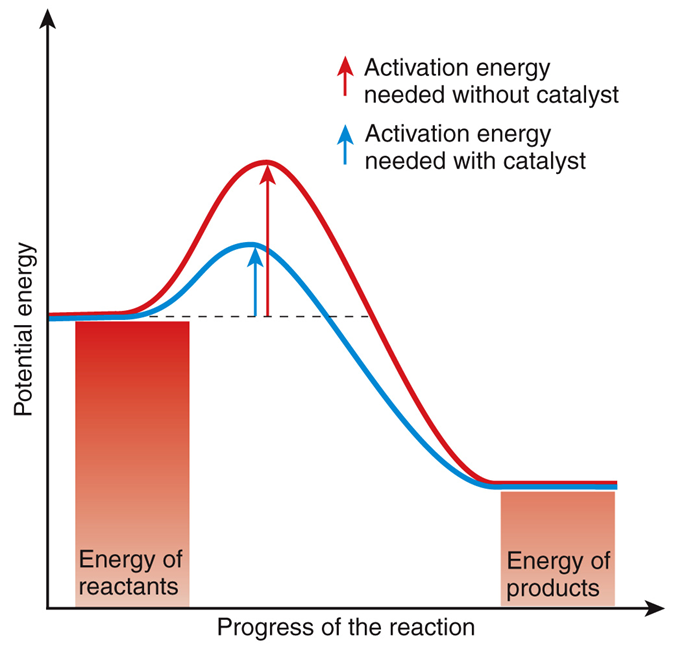 Activation energy
needed without catalyst
Activation energy
needed with catalyst
Potential energy
Energy of
reactants
Energy of
products
Progress of the reaction